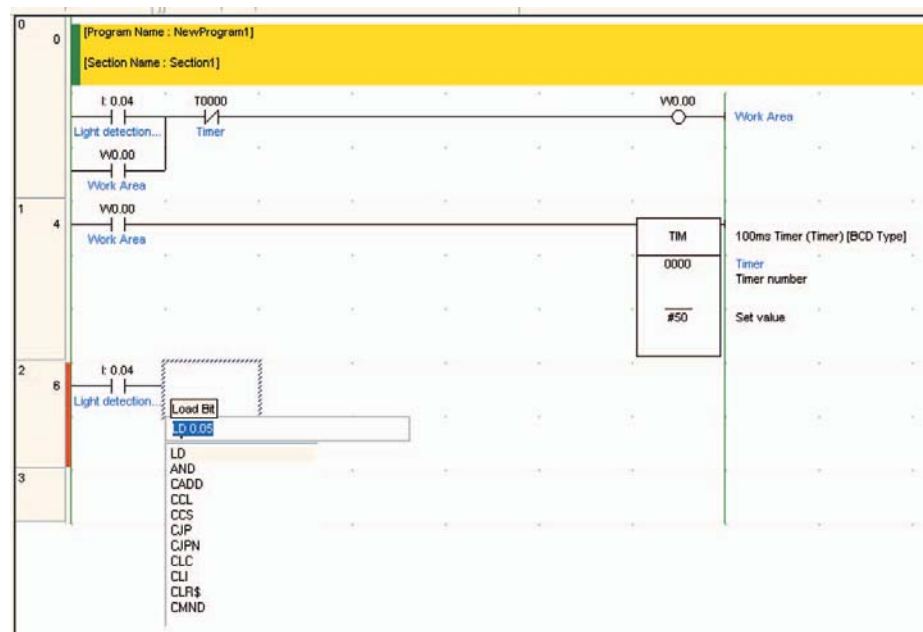 0
0
[Program Name : NewProgram1]
[Section Name : Section1]
I: 0.04 T0000 W0.00
Light detection... Timer Work Area
W0.00
Work Area
1
4
W0.00
Work Area
TIM 100ms Timer (Timer) [BCD Type]
0000 Timer
Timer number
#50 Set value
2
6
I: 0.04
Light detection...
Load Bit
LD 0.05
LD
AND
CADD
CCL
CCS
CJP
CJPN
CLC
CLI
CLR$
CMND
3